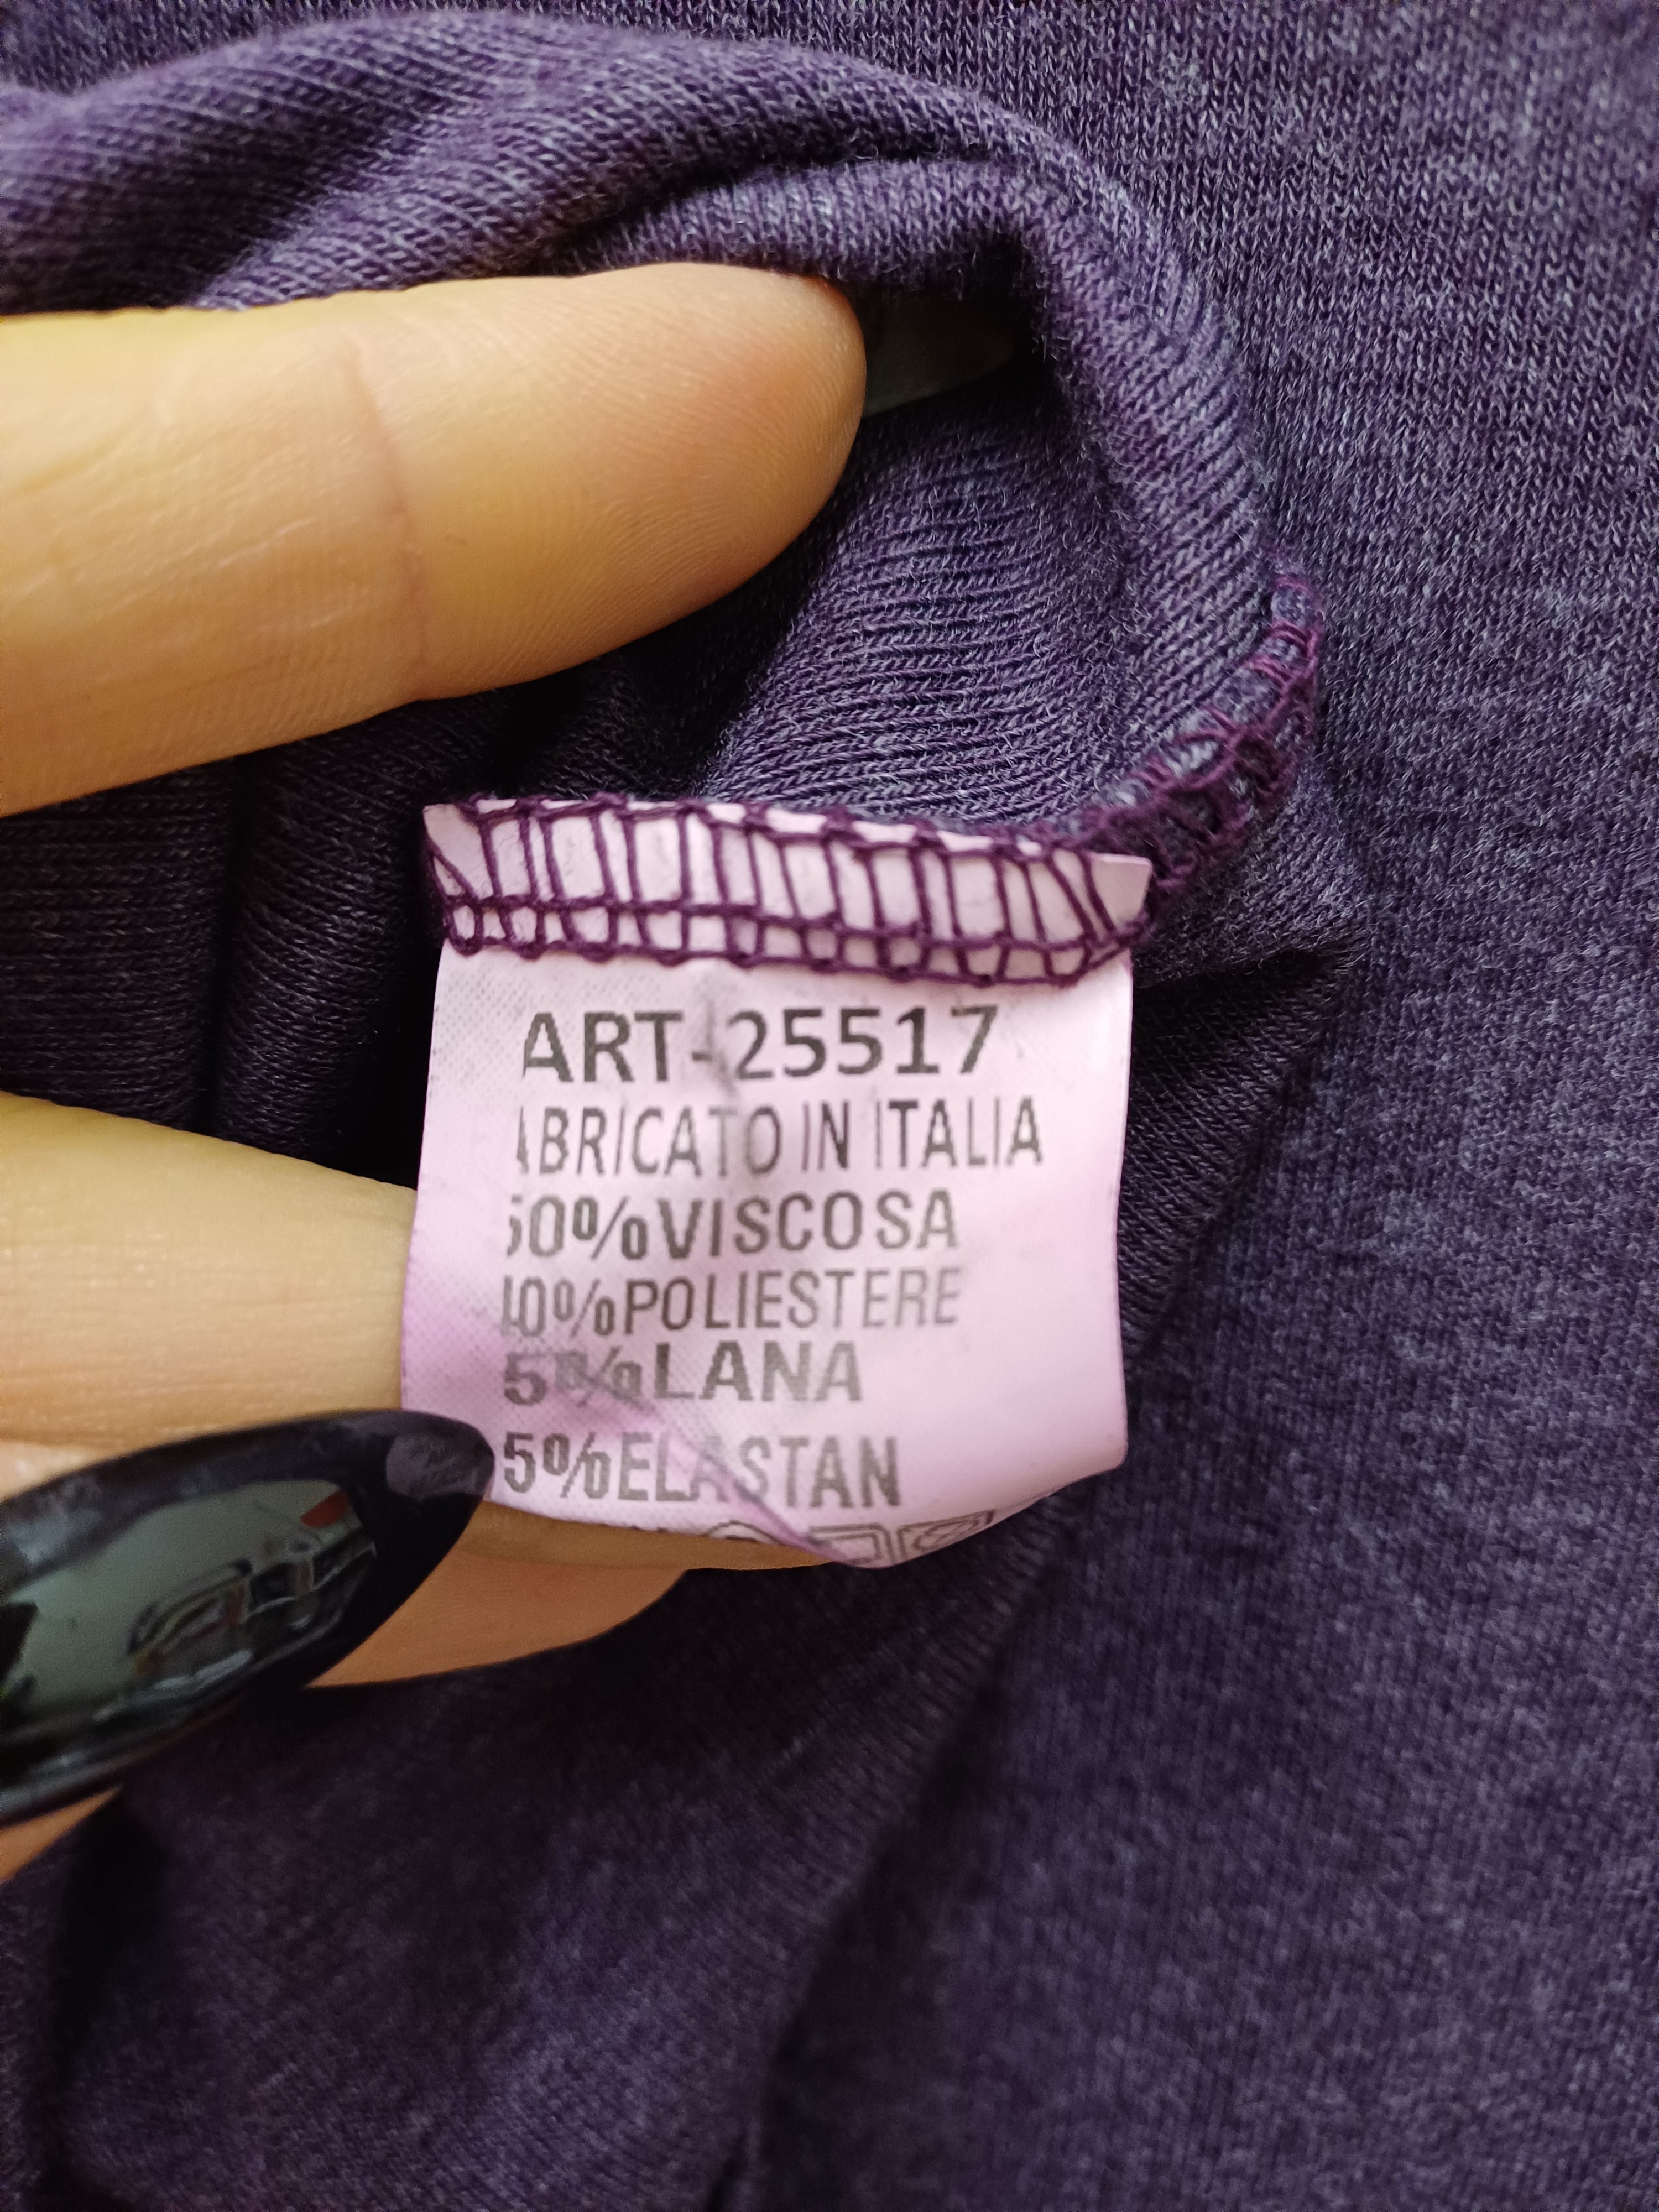 ART-25517
ABRICATO IN ITALIA
50%VISCOSA
40%POLIESTERE
5%LANA
5%ELASTAN